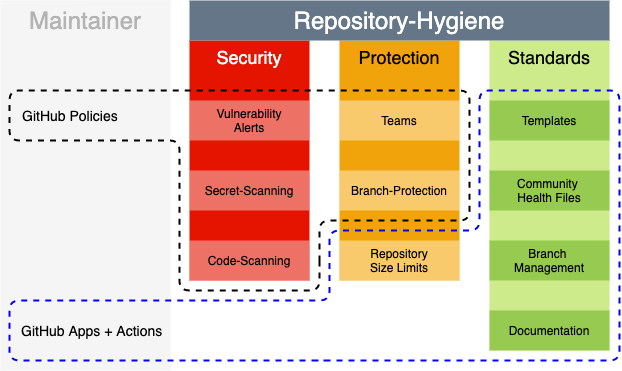 Maintainer
Repository-Hygiene
Security
Protection
Standards
GitHub Policies
Vulnerability
Alerts
Teams
Templates
Secret-Scanning
Branch-Protection
Community
Health Files
Code-Scanning
Repository
Size Limits
Branch
Management
GitHub Apps + Actions
Documentation